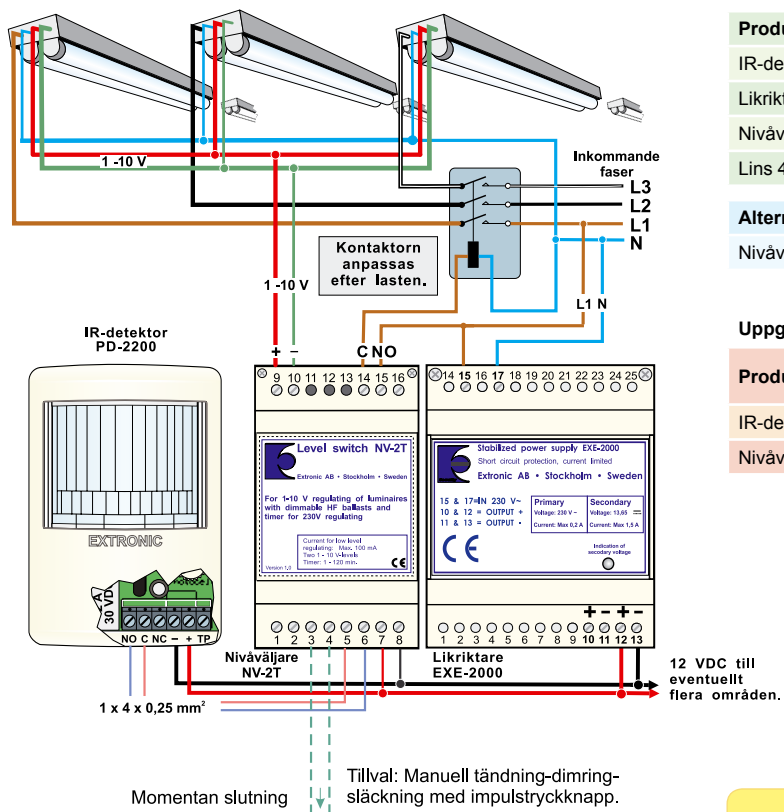 1 -10 V
Inkommande
faser
L3
L2
L1
N
Kontaktorn
anpassas
efter lasten.
1 -10 V
L1 N
IR-detektor
PD-2200
+ −
C NO
9 10 11 12 13 14 15 16
14 15 16 17 18 19 20 21 22 23 24 25
Level switch NV-2T
Extronic AB • Stockholm • Sweden
For 1-10 V regulating of luminaires
with dimmable HF ballasts and
timer for 230V regulating
Current for low level
regulating: Max. 100 mA
Two 1 - 10 V-levels
Timer: 1 - 120 min.
Version 1,0
CE
Stabilized power supply EXE-2000
Short circuit protection, current limited
Extronic AB • Stockholm • Sweden
15 & 17=IN 230 V~
10 & 12 = OUTPUT +
11 & 13 = OUTPUT -
Primary
Voltage: 230 V ~
Current: Max 0,2 A
Secondary
Voltage: 13,65
Current: Max 1,5 A
CE
Indication of
secodary voltage
EXTRONIC
A
30 VD
NO C NC − + TP
1 2 3 4 5 6 7 8
+ − + −
1 2 3 4 5 6 7 8 9 10 11 12 13
Nivåväljare
NV-2T
Likriktare
EXE-2000
12 VDC till
eventuellt
flera områden.
1 x 4 x 0,25 mm²
Momentan slutning
Tillval: Manuell tändning-dimring-
släckning med impulstryckknapp.
Produ
IR-de
Likrikt
Nivåv
Lins 4
Altern
Nivåv
Uppg
Produ
IR-de
Nivåv